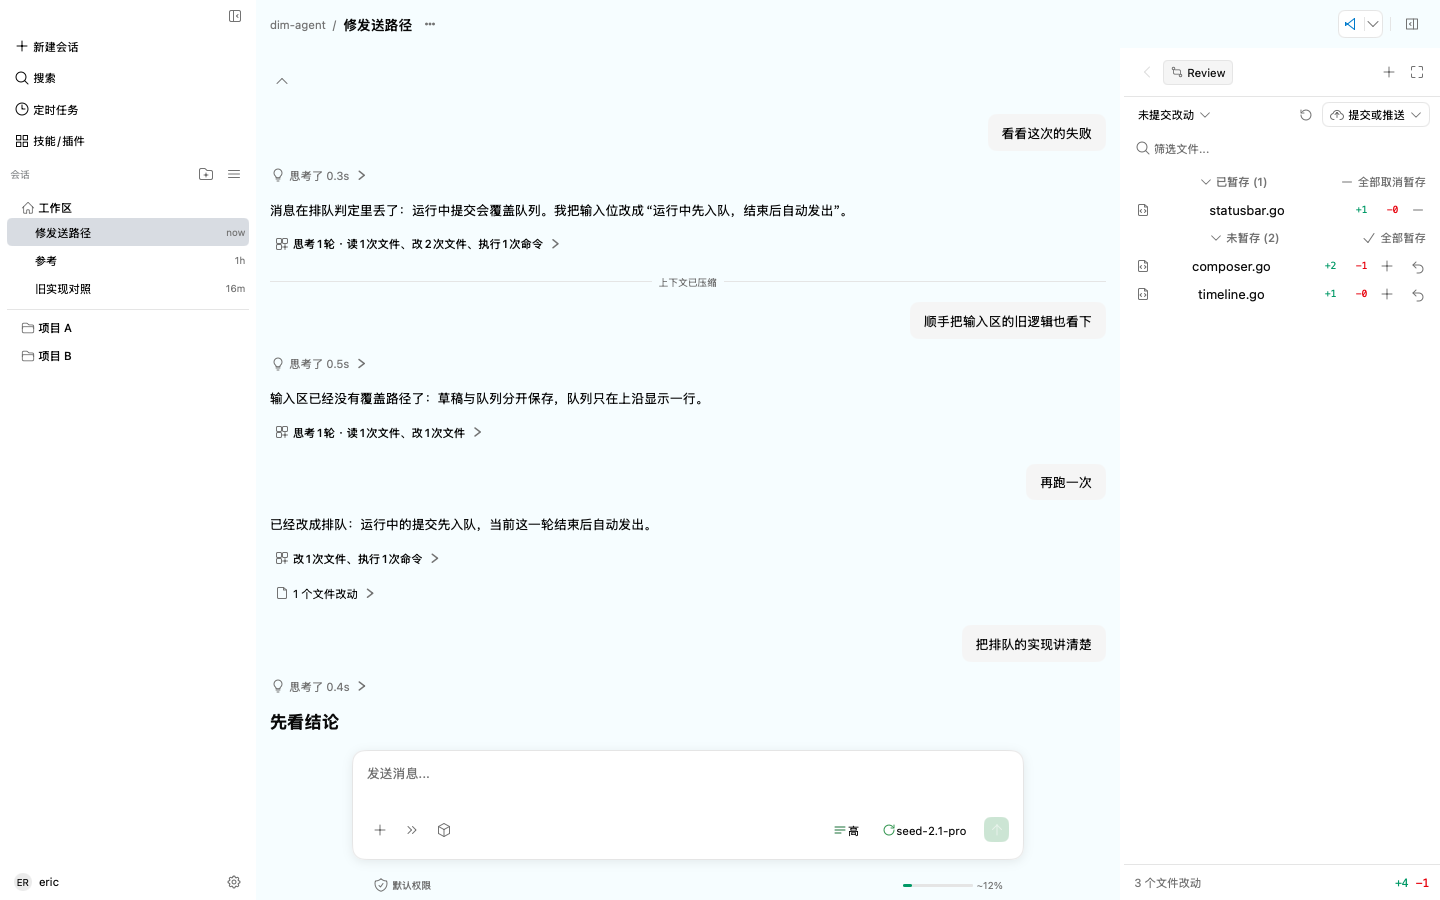 新建会话
搜索
定时任务
技能/插件
会话
工作区
修发送路径 now
参考 1h
旧实现对照 16m
项目 A
项目 B
ER eric
dim-agent / 修发送路径 ···
看看这次的失败
思考了 0.3s
消息在排队判定里丢了：运行中提交会覆盖队列。我把输入位改成“运行中先入队，结束后自动发出”。
思考1轮 · 读1次文件、改2次文件、执行1次命令
上下文已压缩
顺手把输入区的旧逻辑也看下
思考了 0.5s
输入区已经没有覆盖路径了：草稿与队列分开保存，队列只在上沿显示一行。
思考1轮 · 读1次文件、改1次文件
再跑一次
已经改成排队：运行中的提交先入队，当前这一轮结束后自动发出。
改1次文件、执行1次命令
1 个文件改动
把排队的实现讲清楚
思考了 0.4s
先看结论
发送消息...
高 seed-2.1-pro
默认权限 ~12%
Review
未提交改动 提交或推送
筛选文件...
已暂存 (1) 全部取消暂存
statusbar.go +1 -0
未暂存 (2) 全部暂存
composer.go +2 -1
timeline.go +1 -0
3 个文件改动 +4 -1